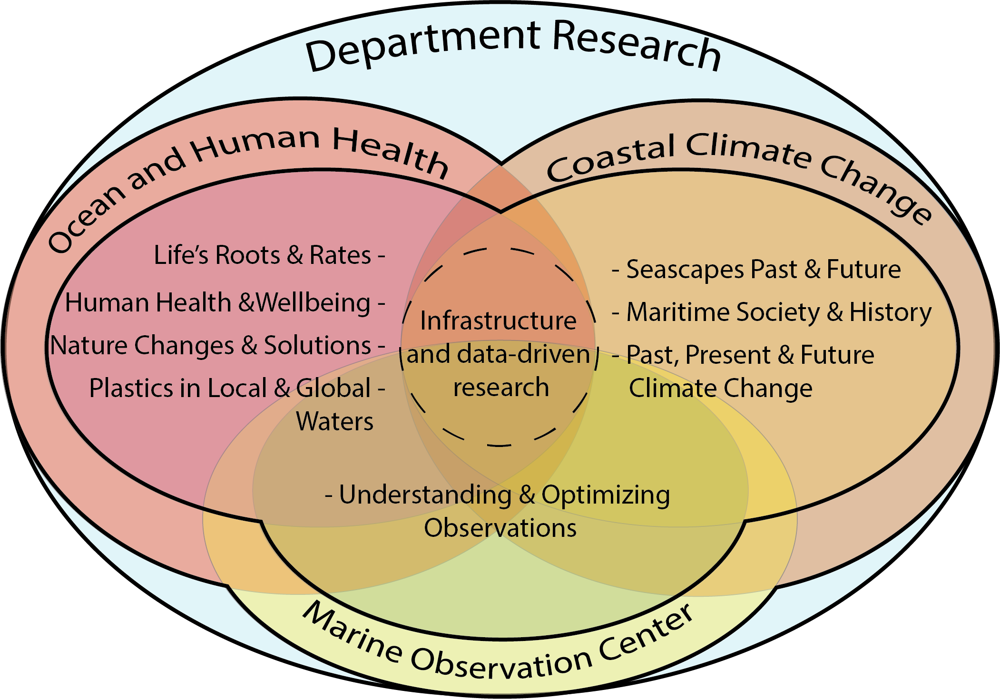 Department Research
Ocean and Human Health
Coastal Climate Change
Life’s Roots & Rates -
Human Health &Wellbeing -
Nature Changes & Solutions -
Plastics in Local & Global -
Waters
Infrastructure
and data-driven
research
- Seascapes Past & Future
- Maritime Society & History
- Past, Present & Future
Climate Change
- Understanding & Optimizing
Observations
Marine Observation Center